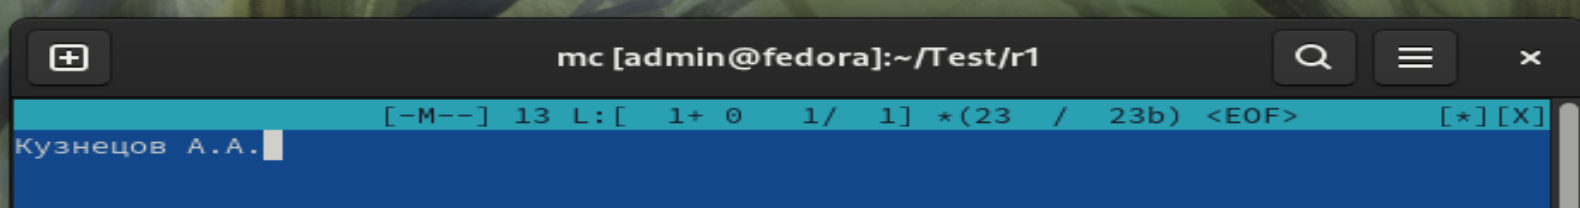 mc [admin@fedora]:~/Test/r1
[-M--] 13 L:[ 1+ 0 1/ 1] *(23 / 23b) <EOF> [*][X]
Кузнецов А.А.